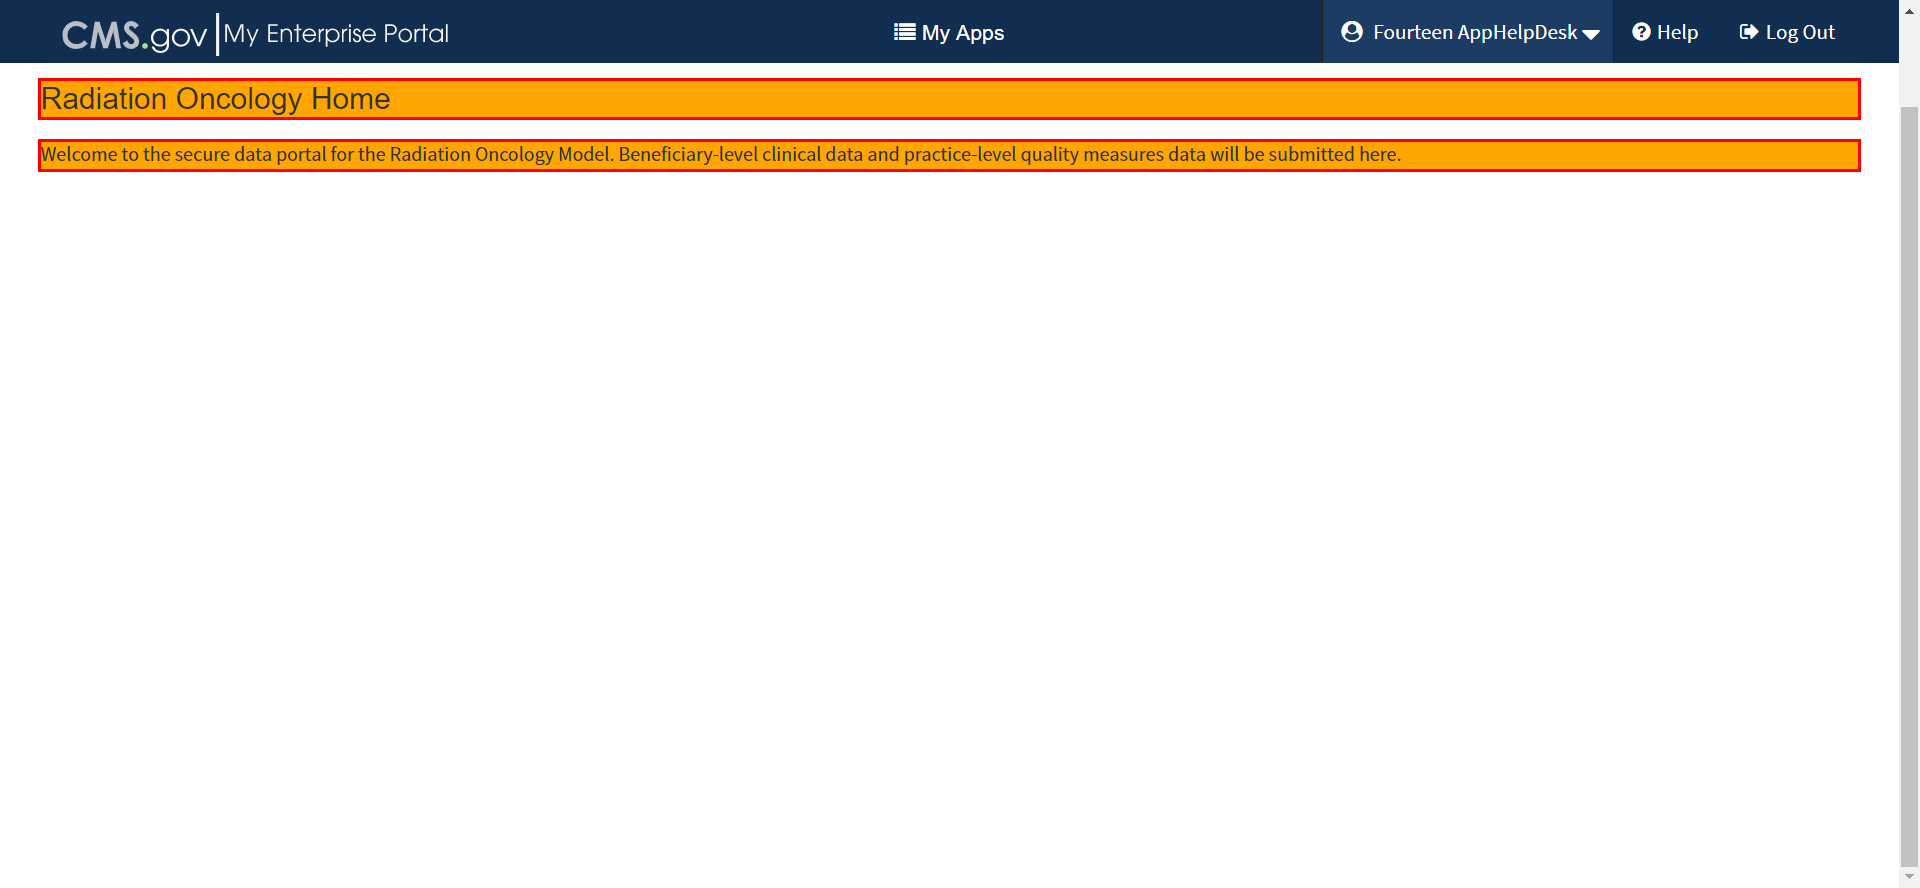 CMS.gov My Enterprise Portal
My Apps
Fourteen AppHelpDesk
Help
Log Out
Radiation Oncology Home
Welcome to the secure data portal for the Radiation Oncology Model. Beneficiary-level clinical data and practice-level quality measures data will be submitted here.